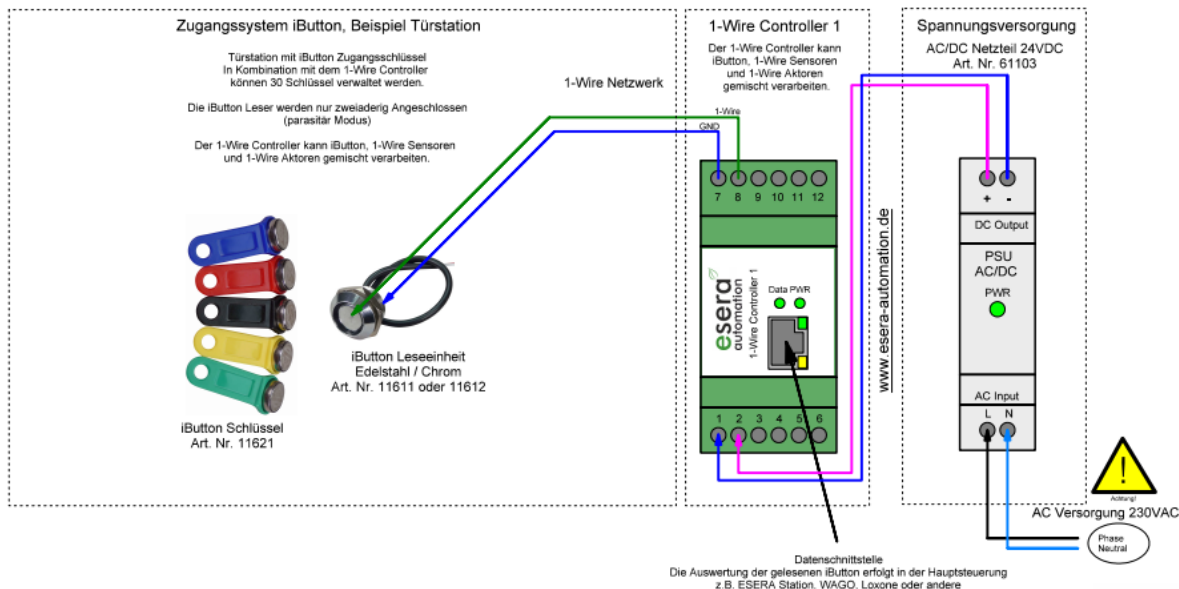 Zugangssystem iButton, Beispiel Türstation
Türstation mit iButton Zugangsschlüssel
In Kombination mit dem 1-Wire Controller
können 30 Schlüssel verwaltet werden.
Die iButton Leser werden nur zweiaderig Angeschlossen
(parasitär Modus)
Der 1-Wire Controller kann iButton, 1-Wire Sensoren
und 1-Wire Aktoren gemischt verarbeiten.
1-Wire Netzwerk
iButton Schlüssel
Art. Nr. 11621
iButton Leseeinheit
Edelstahl / Chrom
Art. Nr. 11611 oder 11612
1-Wire Controller 1
Der 1-Wire Controller kann
iButton, 1-Wire Sensoren
und 1-Wire Aktoren
gemischt verarbeiten.
1-Wire
GND
7 8 9 10 11 12
esera
automation
1-Wire Controller 1
Data PWR
1 2 3 4 5 6
www.esera-automation.de
Datenschnittstelle
Die Auswertung der gelesenen iButton erfolgt in der Hauptsteuerung
z.B. ESERA Station, WAGO, Loxone oder andere
Spannungsversorgung
AC/DC Netzteil 24VDC
Art. Nr. 61103
+ -
DC Output
PSU
AC/DC
PWR
AC Input
L N
!
Achtung!
AC Versorgung 230VAC
Phase
Neutral